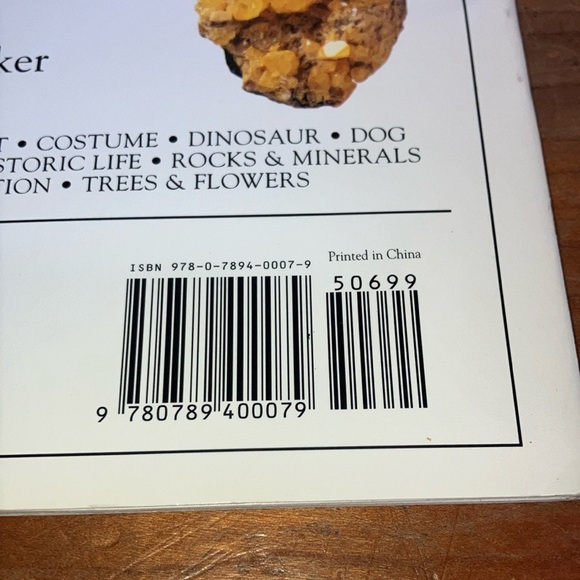 ker
T • COSTUME • DINOSAUR • DOG
STORIC LIFE • ROCKS & MINERALS
TION • TREES & FLOWERS
Printed in China
ISBN 978-0-7894-0007-9
50699
9 780789 400079